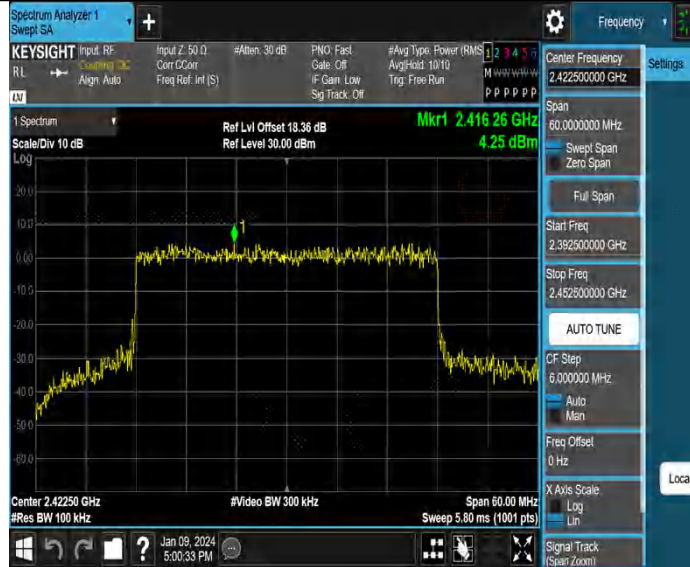 Spectrum Analyzer 1
Swept SA
+
Frequency
KEYSIGHT
RL
Input: RF
Coupling: DC
Align: Auto
Input Z: 50 Ω
Corr CCorr
Freq Ref: Int (S)
#Atten: 30 dB
PNO: Fast
Gate: Off
IF Gain: Low
Sig Track: Off
#Avg Type: Power (RMS
Avg|Hold: 10/10
Trig: Free Run
1 2 3 4 5 6
M W W W W W
P P P P P P
LXI
Center Frequency
2.422500000 GHz
Settings
Span
60.0000000 MHz
Swept Span
Zero Span
Full Span
Start Freq
2.392500000 GHz
Stop Freq
2.452500000 GHz
AUTO TUNE
CF Step
6.000000 MHz
Auto
Man
Freq Offset
0 Hz
X Axis Scale
Log
Lin
Signal Track
(Span Zoom)
Loca
1 Spectrum
Scale/Div 10 dB
Ref Lvl Offset 18.36 dB
Ref Level 30.00 dBm
Mkr1 2.416 26 GHz
4.25 dBm
Log
20.0
10.0
0.00
-10.0
-20.0
-30.0
-40.0
-50.0
-60.0
1
Center 2.42250 GHz
#Res BW 100 kHz
#Video BW 300 kHz
Span 60.00 MHz
Sweep 5.80 ms (1001 pts)
?
Jan 09, 2024
5:00:33 PM